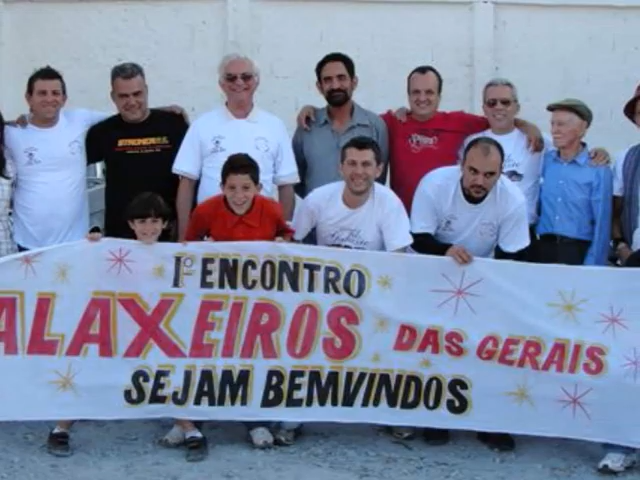 1º ENCONTRO
ALAXEIROS DAS GERAIS
SEJAM BEMVINDOS